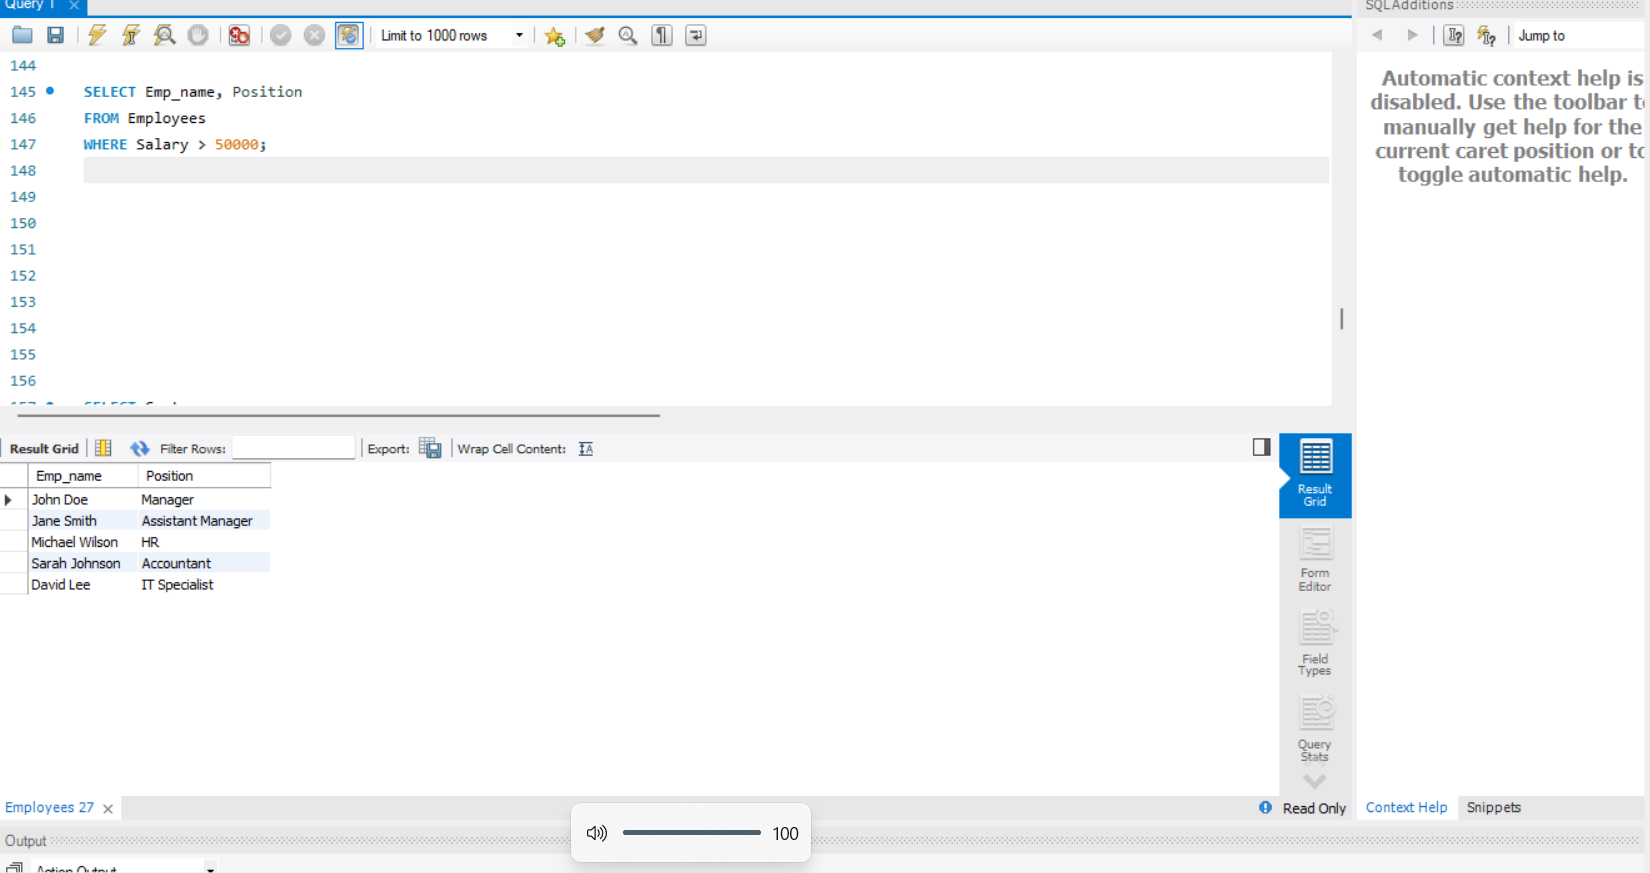 Query 1
SQLAdditions
Limit to 1000 rows
Jump to
144
145 SELECT Emp_name, Position
146 FROM Employees
147 WHERE Salary > 50000;
148
149
150
151
152
153
154
155
156
157 SELECT
Automatic context help is
disabled. Use the toolbar to
manually get help for the
current caret position or to
toggle automatic help.
Result Grid Filter Rows: Export: Wrap Cell Content:
Emp_name Position
John Doe Manager
Jane Smith Assistant Manager
Michael Wilson HR
Sarah Johnson Accountant
David Lee IT Specialist
Result
Grid
Form
Editor
Field
Types
Query
Stats
Employees 27
Read Only
Context Help Snippets
Output
100
Action Output